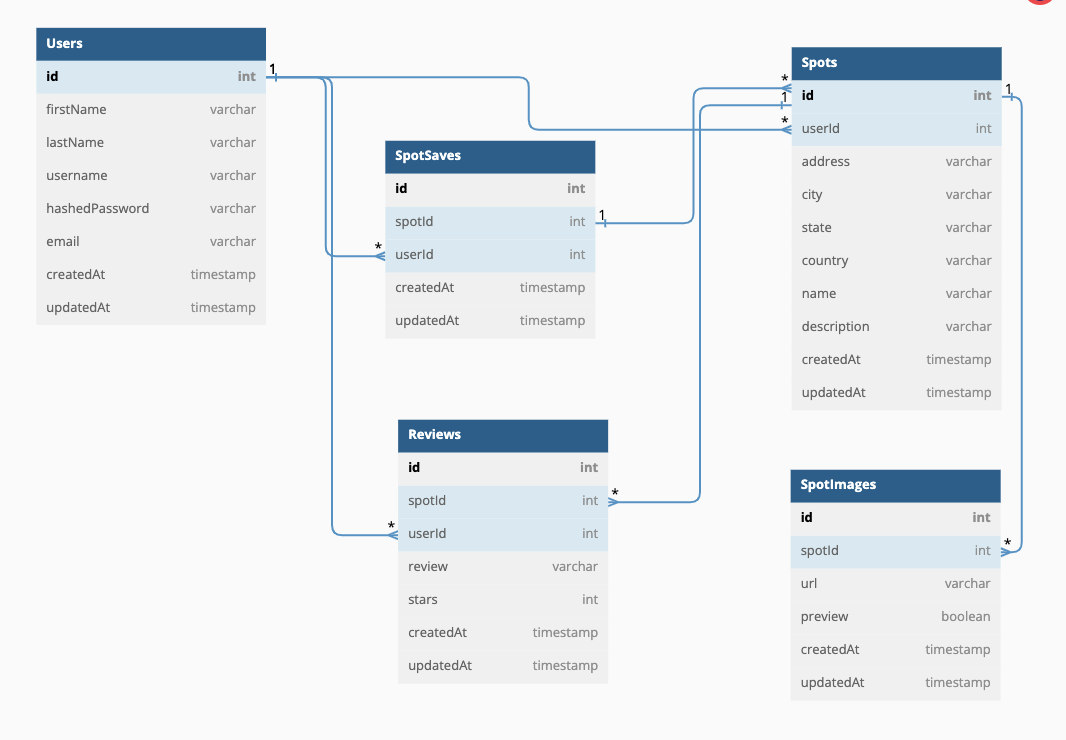 Users
id int
firstName varchar
lastName varchar
username varchar
hashedPassword varchar
email varchar
createdAt timestamp
updatedAt timestamp
1
SpotSaves
id int
spotId int
userId int
createdAt timestamp
updatedAt timestamp
*
1
Reviews
id int
spotId int
userId int
review varchar
stars int
createdAt timestamp
updatedAt timestamp
*
*
Spots
id int
userId int
address varchar
city varchar
state varchar
country varchar
name varchar
description varchar
createdAt timestamp
updatedAt timestamp
*
1
*
1
SpotImages
id int
spotId int
url varchar
preview boolean
createdAt timestamp
updatedAt timestamp
*